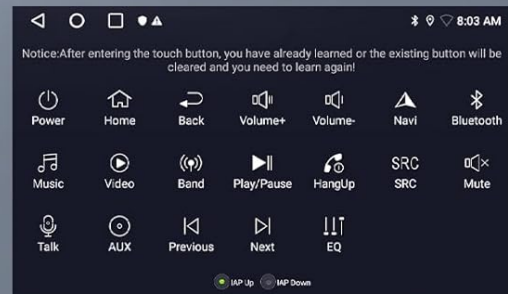 8:03 AM
Notice:After entering the touch button, you have already learned or the existing button will be
cleared and you need to learn again!
Power Home Back Volume+ Volume- Navi Bluetooth
SRC
Music Video Band Play/Pause HangUp SRC Mute
Talk AUX Previous Next EQ
IAP Up IAP Down